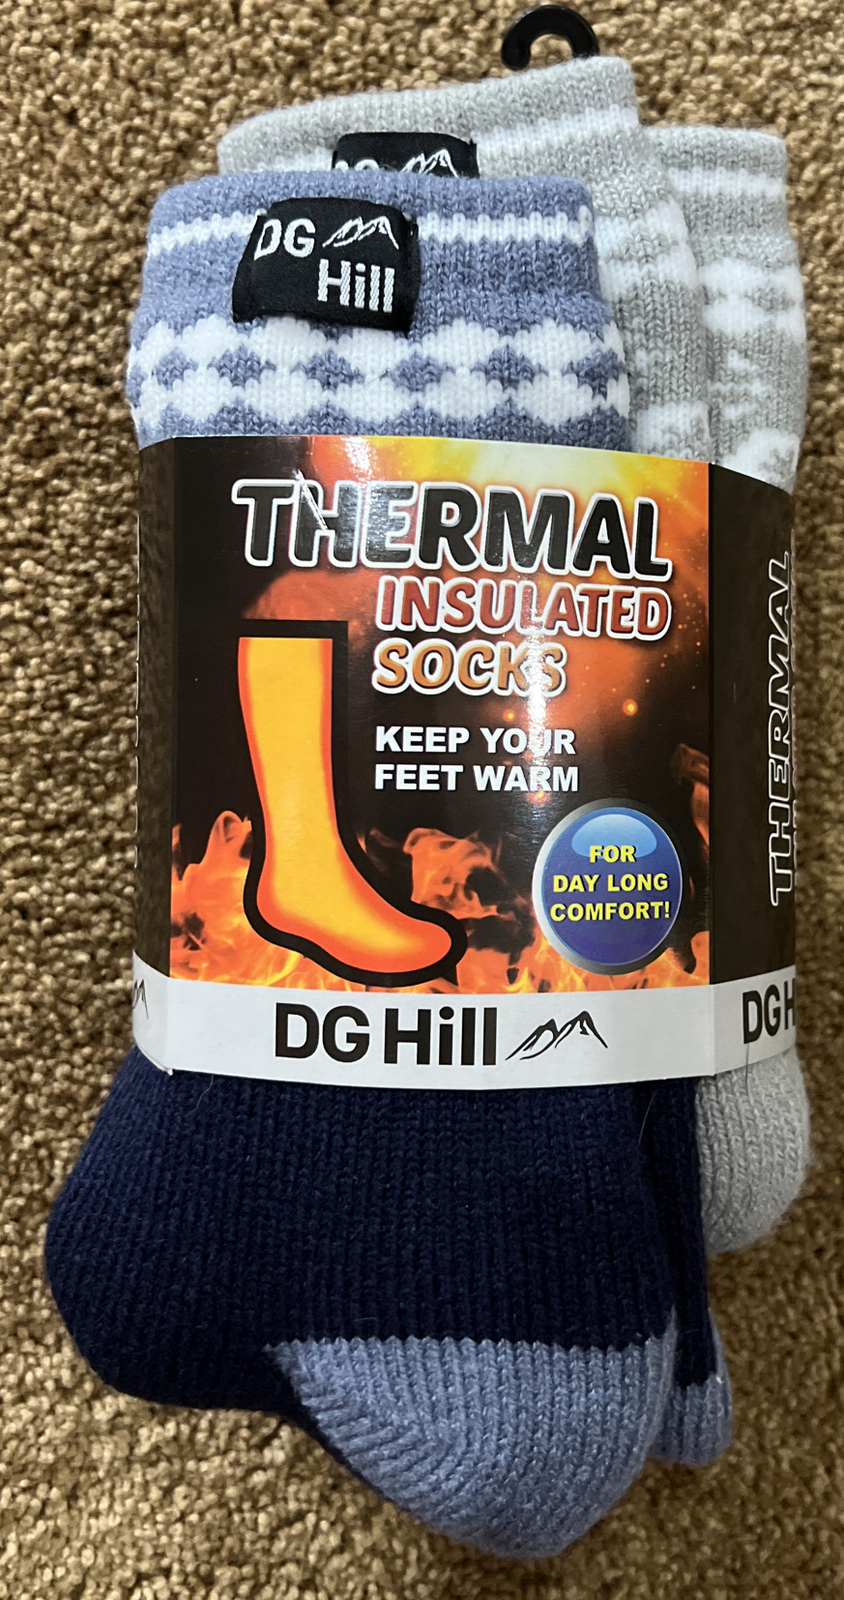 DG
Hill
THERMAL
INSULATED
SOCKS
KEEP YOUR
FEET WARM
FOR
DAY LONG
COMFORT!
DG Hill
THERMAL
DG H